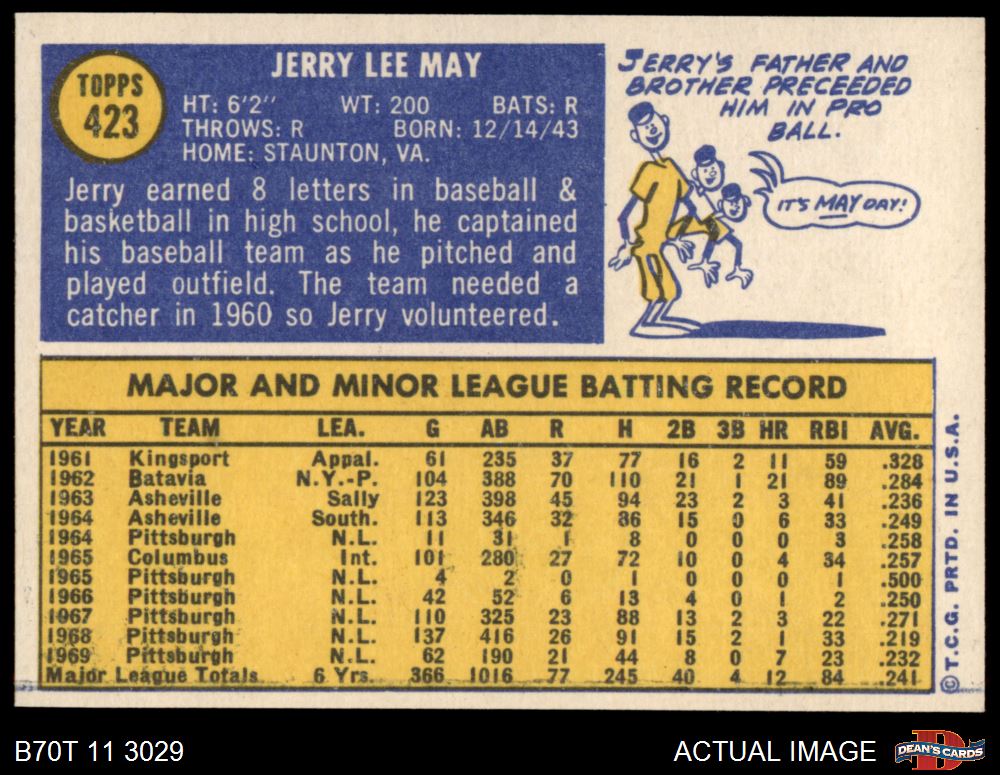 TOPPS
423
JERRY LEE MAY
HT: 6'2" WT: 200 BATS: R
THROWS: R BORN: 12/14/43
HOME: STAUNTON, VA.
Jerry earned 8 letters in baseball &
basketball in high school, he captained
his baseball team as he pitched and
played outfield. The team needed a
catcher in 1960 so Jerry volunteered.
JERRY'S FATHER AND
BROTHER PRECEEDED
HIM IN PRO
BALL.
IT'S MAY DAY!
MAJOR AND MINOR LEAGUE BATTING RECORD
YEAR TEAM LEA. G AB R H 2B 3B HR RBI AVG.
1961 Kingsport Appal. 61 235 37 77 16 2 11 59 .328
1962 Batavia N.Y.-P. 104 388 70 110 21 1 21 89 .284
1963 Asheville Sally 123 398 45 94 23 2 3 41 .236
1964 Asheville South. 113 346 32 86 15 0 6 33 .249
1964 Pittsburgh N.L. 11 31 1 8 0 0 0 3 .258
1965 Columbus Int. 101 280 27 72 10 0 4 34 .257
1965 Pittsburgh N.L. 4 2 0 1 0 0 0 1 .500
1966 Pittsburgh N.L. 42 52 6 13 4 0 1 2 .250
1967 Pittsburgh N.L. 110 325 23 88 13 2 3 22 .271
1968 Pittsburgh N.L. 137 416 26 91 15 2 1 33 .219
1969 Pittsburgh N.L. 62 190 21 44 8 0 7 23 .232
Major League Totals 6 Yrs. 366 1016 77 245 40 4 12 84 .241
© T.C.G. PRTD. IN U.S.A.
B70T 11 3029
ACTUAL IMAGE
B
DEAN'S CARDS